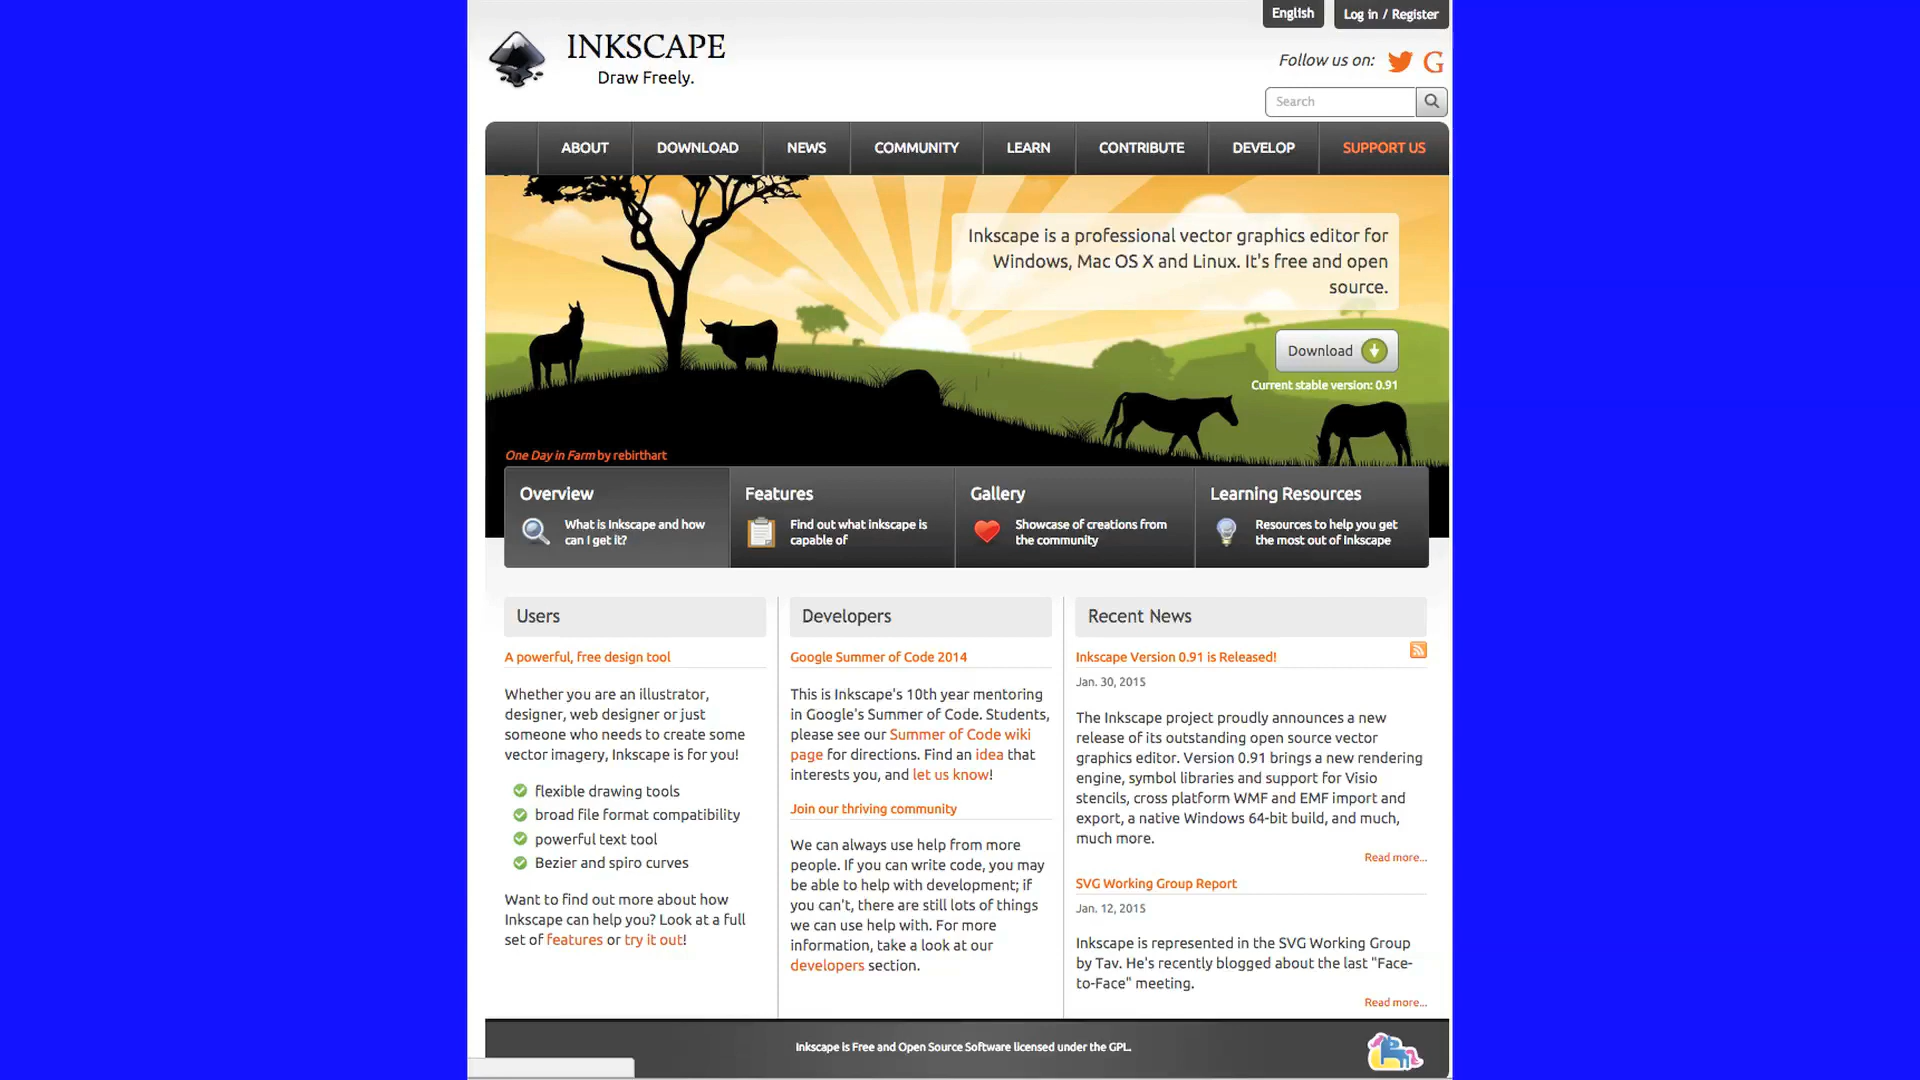 English
Log in / Register
INKSCAPE
Draw Freely.
Follow us on:
Search
ABOUT
DOWNLOAD
NEWS
COMMUNITY
LEARN
CONTRIBUTE
DEVELOP
SUPPORT US
Inkscape is a professional vector graphics editor for
Windows, Mac OS X and Linux. It's free and open
source.
Download
Current stable version: 0.91
One Day in Farm by rebirthart
Overview
What is Inkscape and how
can I get it?
Features
Find out what inkscape is
capable of
Gallery
Showcase of creations from
the community
Learning Resources
Resources to help you get
the most out of Inkscape
Users
A powerful, free design tool
Whether you are an illustrator,
designer, web designer or just
someone who needs to create some
vector imagery, Inkscape is for you!
flexible drawing tools
broad file format compatibility
powerful text tool
Bezier and spiro curves
Want to find out more about how
Inkscape can help you? Look at a full
set of features or try it out!
Developers
Google Summer of Code 2014
This is Inkscape's 10th year mentoring
in Google's Summer of Code. Students,
please see our Summer of Code wiki
page for directions. Find an idea that
interests you, and let us know!
Join our thriving community
We can always use help from more
people. If you can write code, you may
be able to help with development; if
you can't, there are still lots of things
we can use help with. For more
information, take a look at our
developers section.
Recent News
Inkscape Version 0.91 is Released!
Jan. 30, 2015
The Inkscape project proudly announces a new
release of its outstanding open source vector
graphics editor. Version 0.91 brings a new rendering
engine, symbol libraries and support for Visio
stencils, cross platform WMF and EMF import and
export, a native Windows 64-bit build, and much,
much more.
Read more...
SVG Working Group Report
Jan. 12, 2015
Inkscape is represented in the SVG Working Group
by Tav. He's recently blogged about the last "Face-
to-Face" meeting.
Read more...
Inkscape is Free and Open Source Software licensed under the GPL.